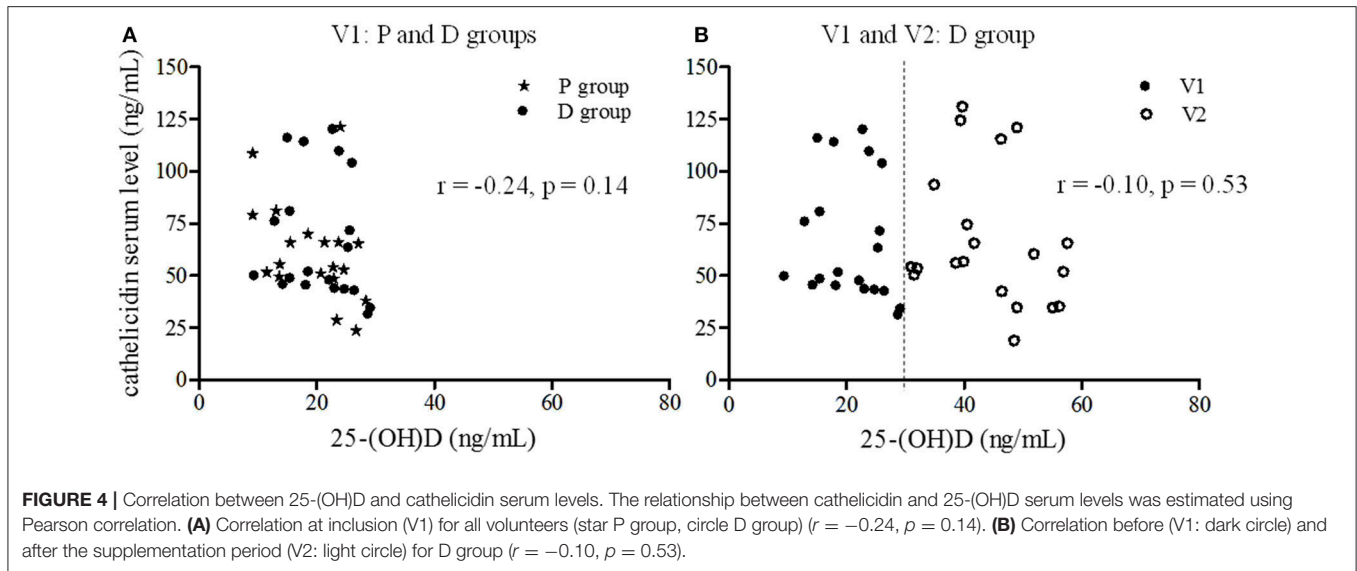 A
V1: P and D groups
150
125
100
75
50
25
0
0
20
40
60
80
cathelicidin serum level (ng/mL)
25-(OH)D (ng/mL)
P group
D group
r = -0.24, p = 0.14
B
V1 and V2: D group
150
125
100
75
50
25
0
0
20
40
60
80
25-(OH)D (ng/mL)
V1
V2
r = -0.10, p = 0.53
FIGURE 4 | Correlation between 25-(OH)D and cathelicidin serum levels. The relationship between cathelicidin and 25-(OH)D serum levels was estimated using
Pearson correlation. (A) Correlation at inclusion (V1) for all volunteers (star P group, circle D group) (r = −0.24, p = 0.14). (B) Correlation before (V1: dark circle) and
after the supplementation period (V2: light circle) for D group (r = −0.10, p = 0.53).